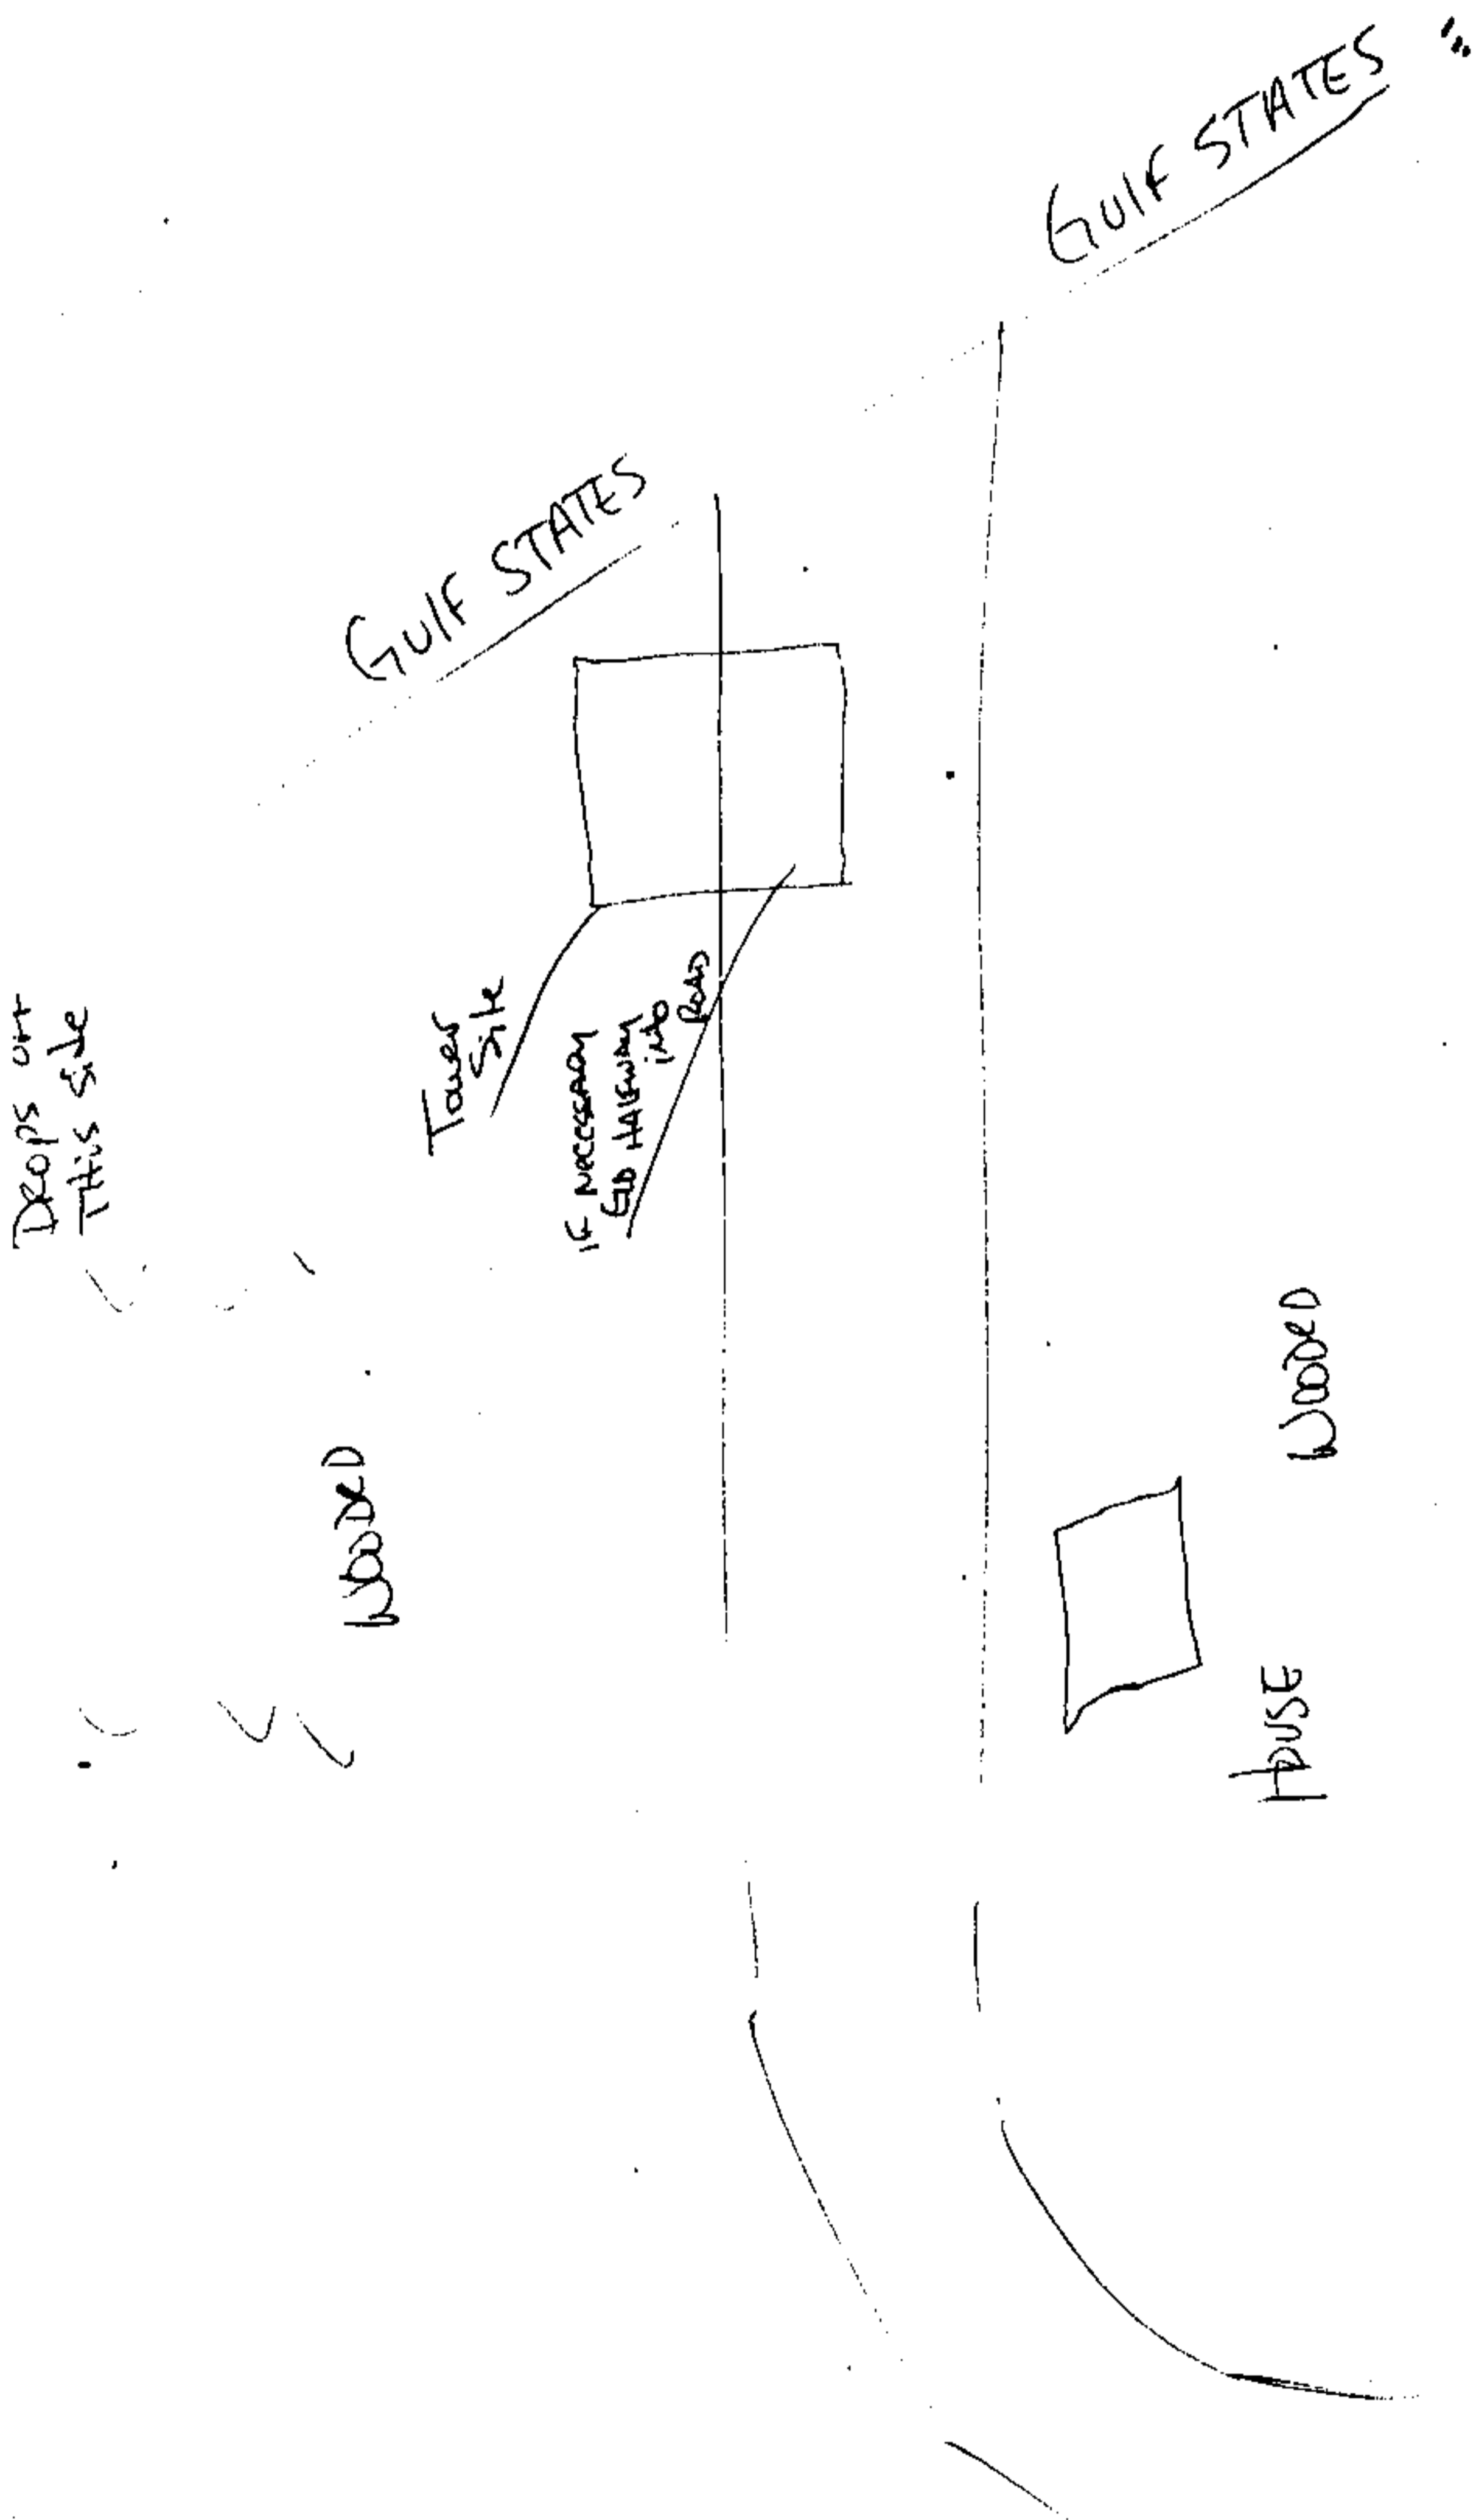 Gulf STATES
Gulf STATES
Drops off
This side
Tower
site
if necessary
go halfway
into Road
WOODED
WOODED
HOUSE